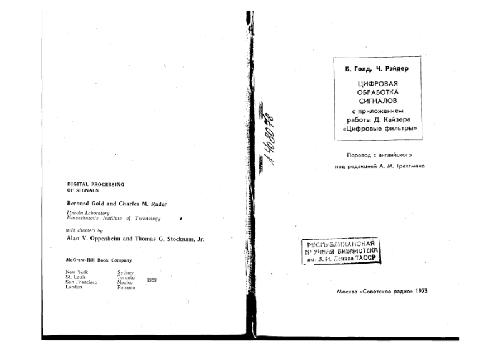 DIGITAL PROCESSING
OF SIGNALS
Bernard Gold and Charles M. Rader
Lincoln Laboratory
Massachusetts Institute of Technology
with chapters by
Alan V. Oppenheim and Thomas G. Stockham, Jr.
McGraw-Hill Book Company
New York Sydney
St. Louis Toronto
San Francisco Mexico 1969
London Panama
Б. Голд, Ч. Рэйдер
ЦИФРОВАЯ
ОБРАБОТКА
СИГНАЛОВ
с приложением
работы Д. Кайзера
«Цифровые фильтры»
Перевод с английского
под редакцией А. М. Трахтмана
РЕСПУБЛИКАНСКАЯ
НАУЧНАЯ БИБЛИОТЕКА
им. В. И. Ленина ТАССР
Москва «Советское радио» 1973